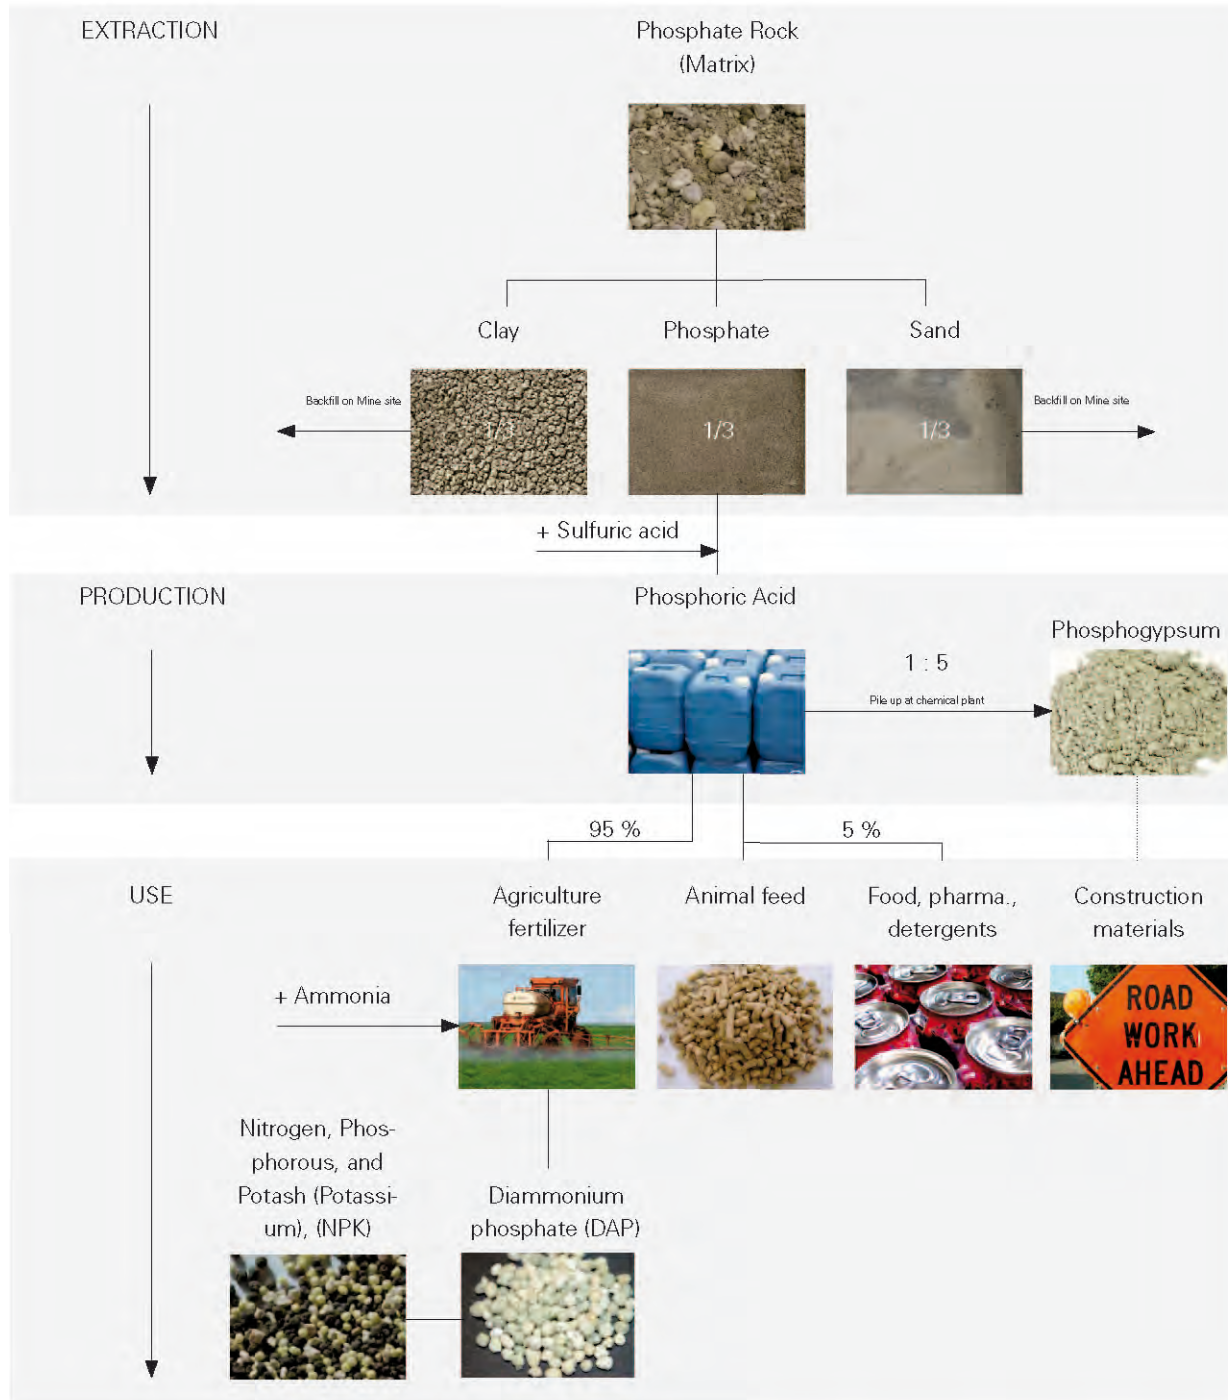 EXTRACTION
Phosphate Rock
(Matrix)
Clay
Phosphate
Sand
Backfill on Mine site
1/3
1/3
1/3
Backfill on Mine site
+ Sulfuric acid
PRODUCTION
Phosphoric Acid
Phosphogypsum
1 : 5
Pile up at chemical plant
95 %
5 %
USE
Agriculture
fertilizer
Animal feed
Food, pharma.,
detergents
Construction
materials
+ Ammonia
ROAD
WORK
AHEAD
Nitrogen, Phos-
phorous, and
Potash (Potassi-
um), (NPK)
Diammonium
phosphate (DAP)